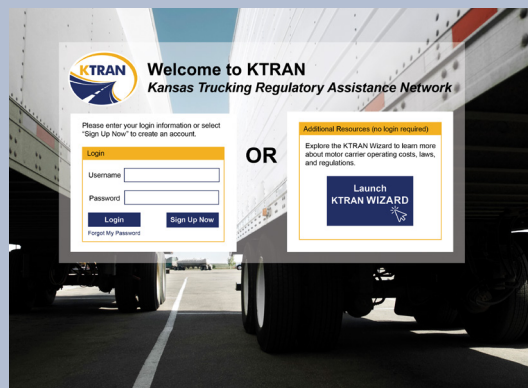 KTRAN
Welcome to KTRAN
Kansas Trucking Regulatory Assistance Network
Please enter your login information or select
"Sign Up Now" to create an account.
Login
Username
Password
Login
Sign Up Now
Forgot My Password
OR
Additional Resources (no login required)
Explore the KTRAN Wizard to learn more
about motor carrier operating costs, laws,
and regulations.
Launch
KTRAN WIZARD